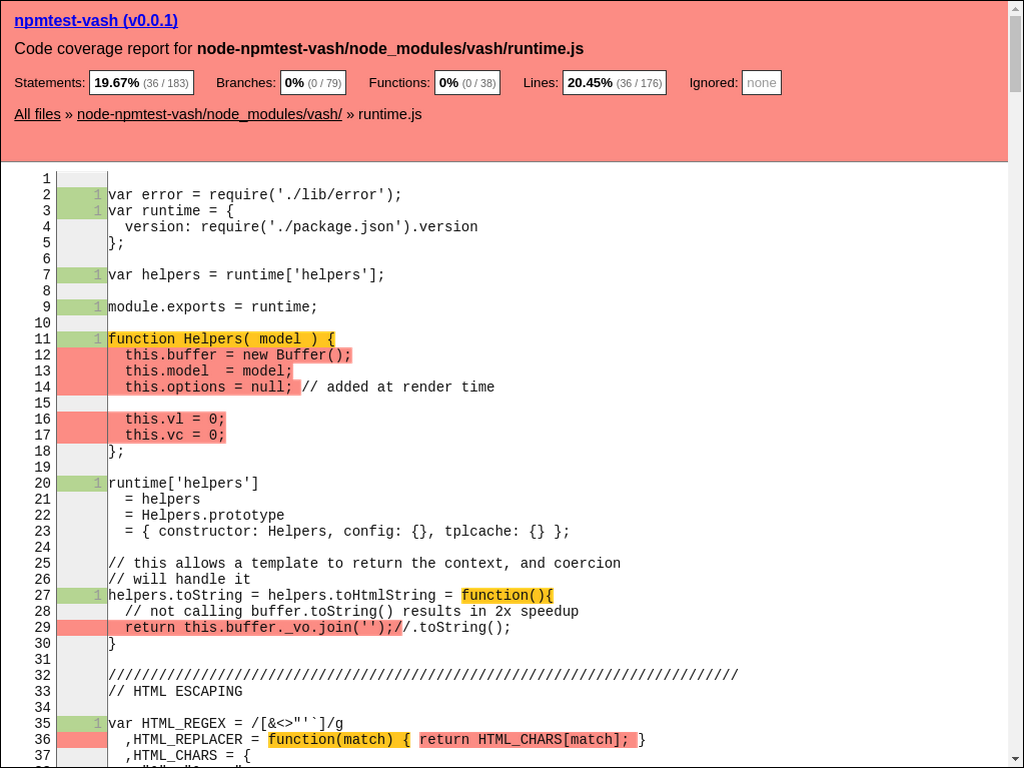 npmtest-vash (v0.0.1)
Code coverage report for node-npmtest-vash/node_modules/vash/runtime.js
Statements: 19.67% (36 / 183) Branches: 0% (0 / 79) Functions: 0% (0 / 38) Lines: 20.45% (36 / 176) Ignored: none
All files » node-npmtest-vash/node_modules/vash/ » runtime.js
1
2 1 var error = require('./lib/error');
3 1 var runtime = {
4 version: require('./package.json').version
5 };
6
7 1 var helpers = runtime['helpers'];
8
9 1 module.exports = runtime;
10
11 1 function Helpers( model ) {
12 this.buffer = new Buffer();
13 this.model  = model;
14 this.options = null; // added at render time
15
16 this.vl = 0;
17 this.vc = 0;
18 };
19
20 1 runtime['helpers']
21 = helpers
22 = Helpers.prototype
23 = { constructor: Helpers, config: {}, tplcache: {} };
24
25 // this allows a template to return the context, and coercion
26 // will handle it
27 1 helpers.toString = helpers.toHtmlString = function(){
28 // not calling buffer.toString() results in 2x speedup
29 return this.buffer._vo.join('');//.toString();
30 }
31
32 ///////////////////////////////////////////////////////////////////////////
33 // HTML ESCAPING
34
35 1 var HTML_REGEX = /[&<>"'`]/g
36 ,HTML_REPLACER = function(match) { return HTML_CHARS[match]; }
37 ,HTML_CHARS = {